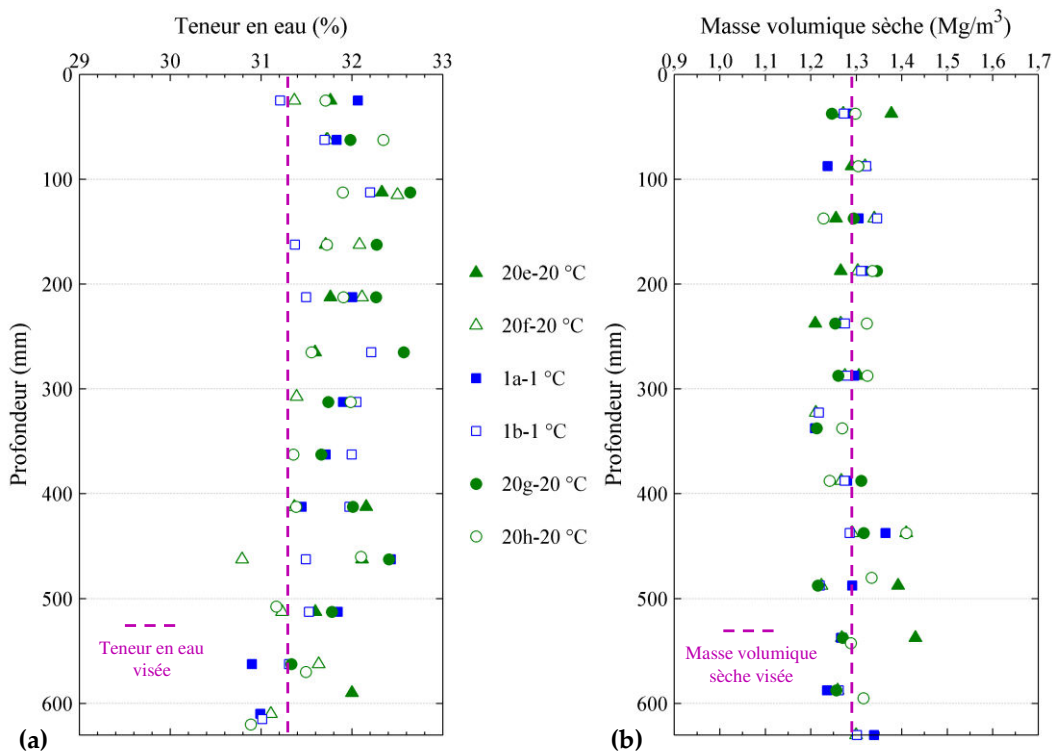 Teneur en eau (%)
29 30 31 32 33
0
100
200
300
400
500
600
Profondeur (mm)
Teneur en eau
visée
(a)
20e-20 °C
20f-20 °C
1a-1 °C
1b-1 °C
20g-20 °C
20h-20 °C
Masse volumique sèche (Mg/m³)
0,9 1,0 1,1 1,2 1,3 1,4 1,5 1,6 1,7
0
100
200
300
400
500
600
Profondeur (mm)
Masse volumique
sèche visée
(b)